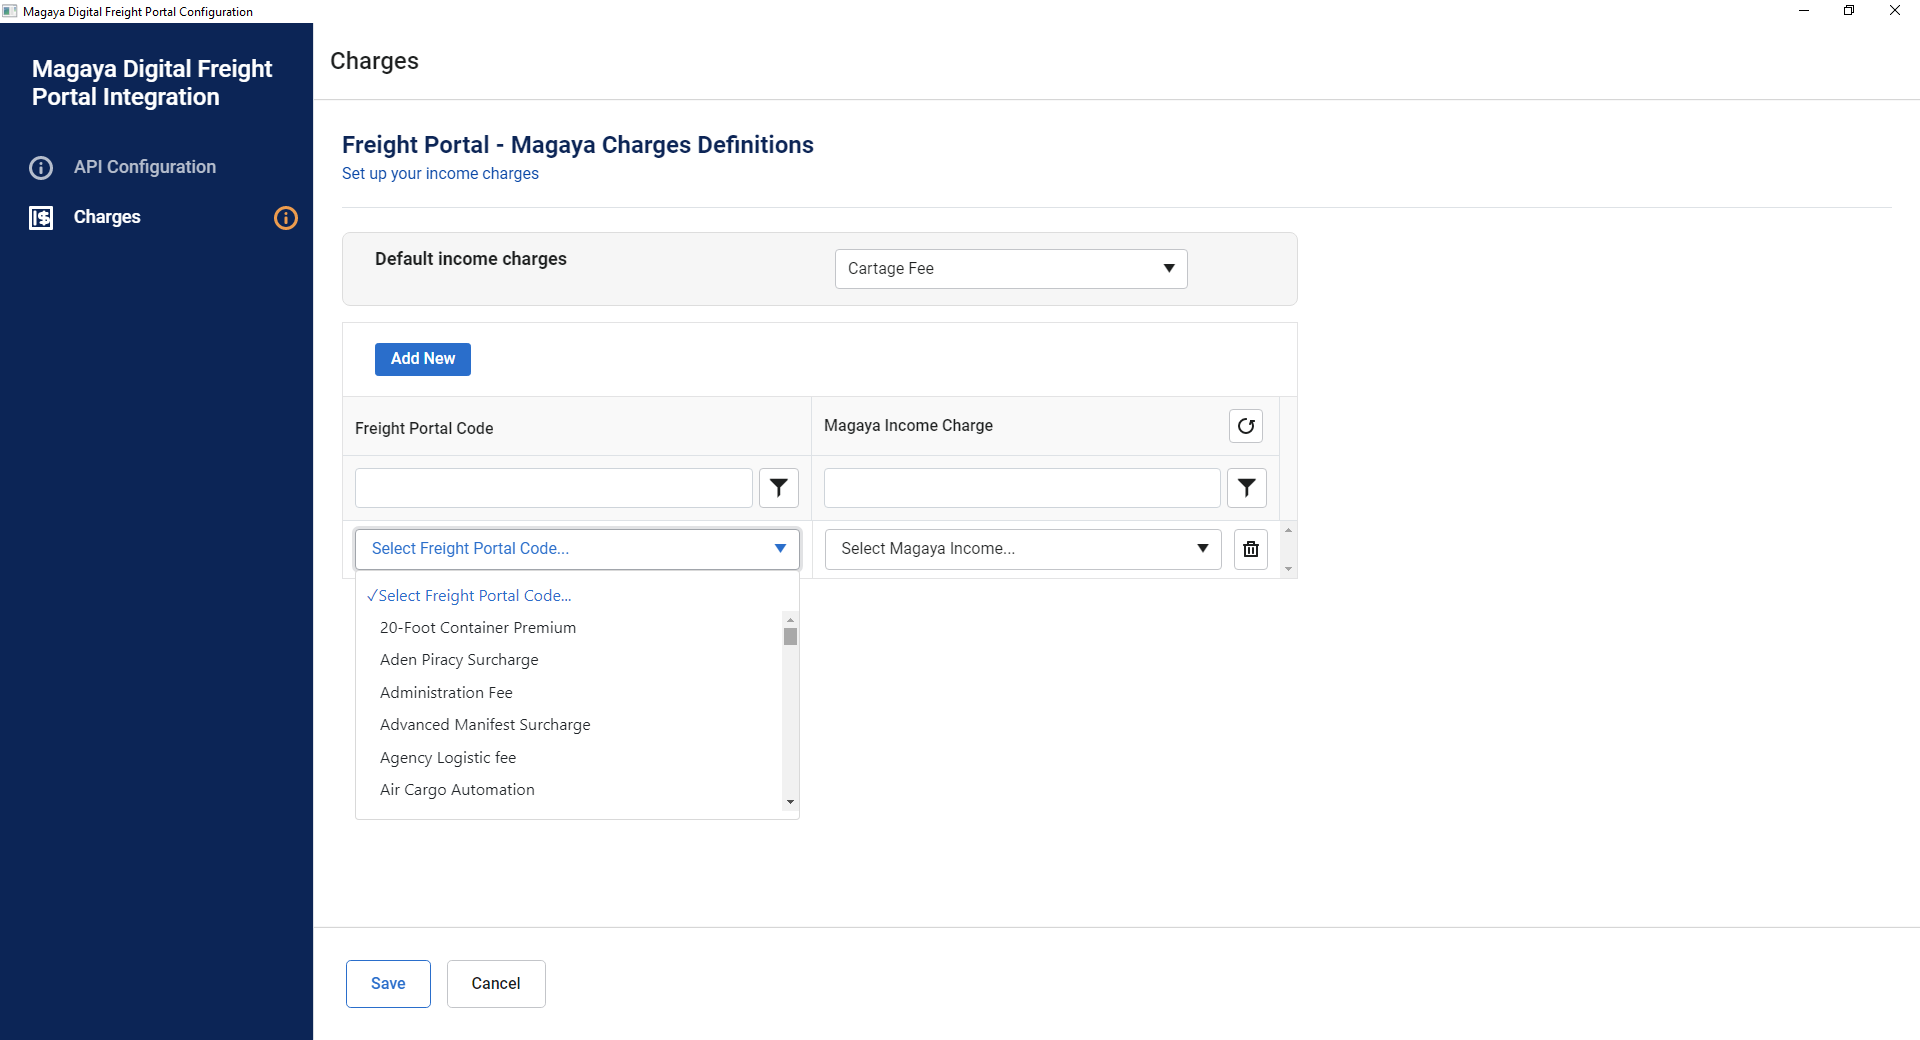 Magaya Digital Freight Portal Configuration
Magaya Digital Freight
Portal Integration
API Configuration
Charges
Charges
Freight Portal - Magaya Charges Definitions
Set up your income charges
Default income charges
Cartage Fee
Add New
Freight Portal Code
Magaya Income Charge
Select Freight Portal Code...
Select Magaya Income...
✓Select Freight Portal Code...
20-Foot Container Premium
Aden Piracy Surcharge
Administration Fee
Advanced Manifest Surcharge
Agency Logistic fee
Air Cargo Automation
Save
Cancel